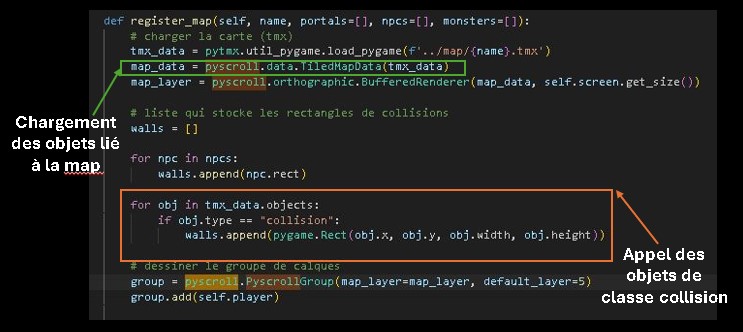 def register_map(self, name, portals=[], npcs=[], monsters=[]):
# charger la carte (tmx)
tmx_data = pytmx.util_pygame.load_pygame(f'../map/{name}.tmx')
map_data = pyscroll.data.TiledMapData(tmx_data)
map_layer = pyscroll.orthographic.BufferedRenderer(map_data, self.screen.get_size())
# liste qui stocke les rectangles de collisions
walls = []
for npc in npcs:
walls.append(npc.rect)
for obj in tmx_data.objects:
if obj.type == "collision":
walls.append(pygame.Rect(obj.x, obj.y, obj.width, obj.height))
# dessiner le groupe de calques
group = pyscroll.PyscrollGroup(map_layer=map_layer, default_layer=5)
group.add(self.player)
Chargement
des objets lié
à la map
Appel des
objets de
classe collision